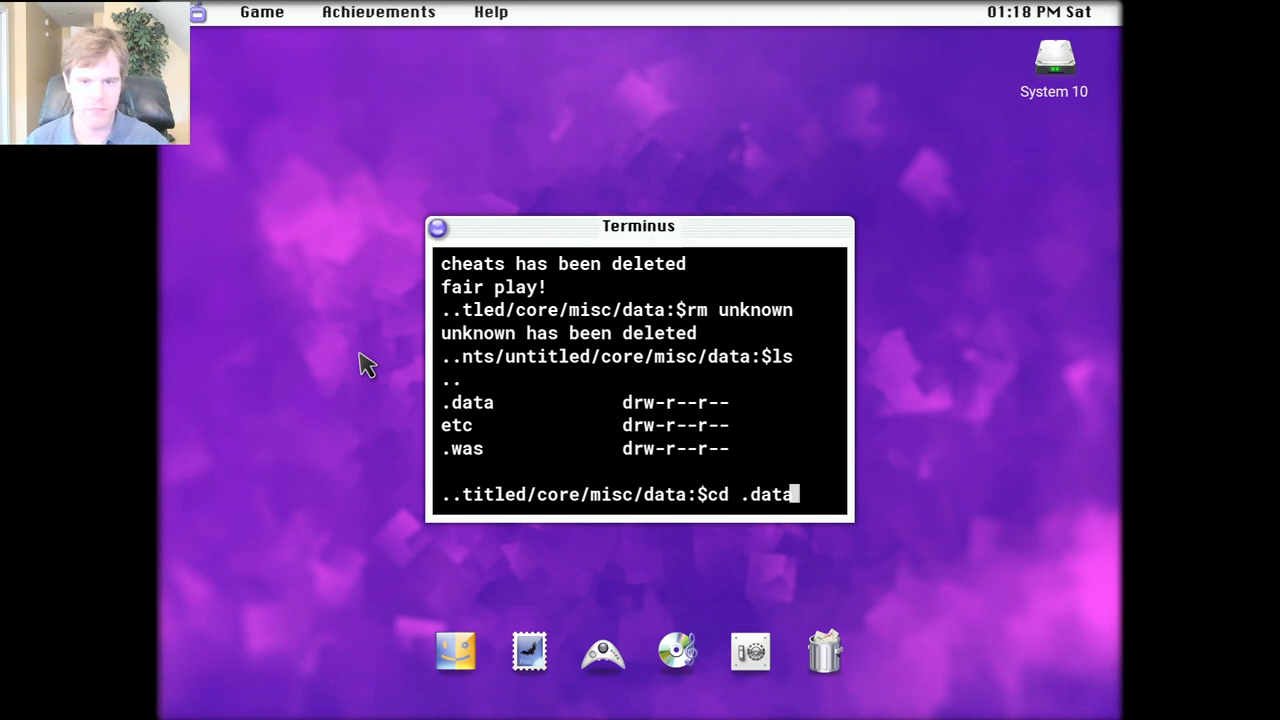 Game Achievements Help 01:18 PM Sat
System 10
Terminus
cheats has been deleted
fair play!
..tled/core/misc/data:$rm unknown
unknown has been deleted
..nts/untitled/core/misc/data:$ls
..
.data drw-r--r--
etc drw-r--r--
.was drw-r--r--
..titled/core/misc/data:$cd .data